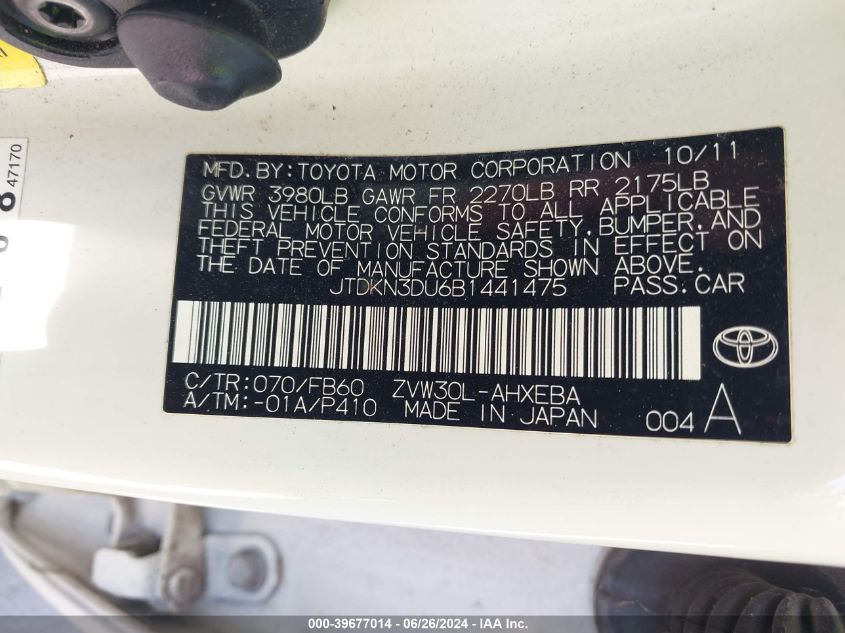 47170
MFD.BY:TOYOTA MOTOR CORPORATION 10/11
GVWR 3980LB GAWR FR 2270LB RR 2175LB
THIS VEHICLE CONFORMS TO ALL APPLICABLE
FEDERAL MOTOR VEHICLE SAFETY,BUMPER,AND
THEFT PREVENTION STANDARDS IN EFFECT ON
THE DATE OF MANUFACTURE SHOWN ABOVE.
JTDKN3DU6B1441475 PASS.CAR
C/TR:070/FB60 ZVW30L-AHXEBA
A/TM:-01A/P410 MADE IN JAPAN 004 A
000-39677014 - 06/26/2024 - IAA Inc.